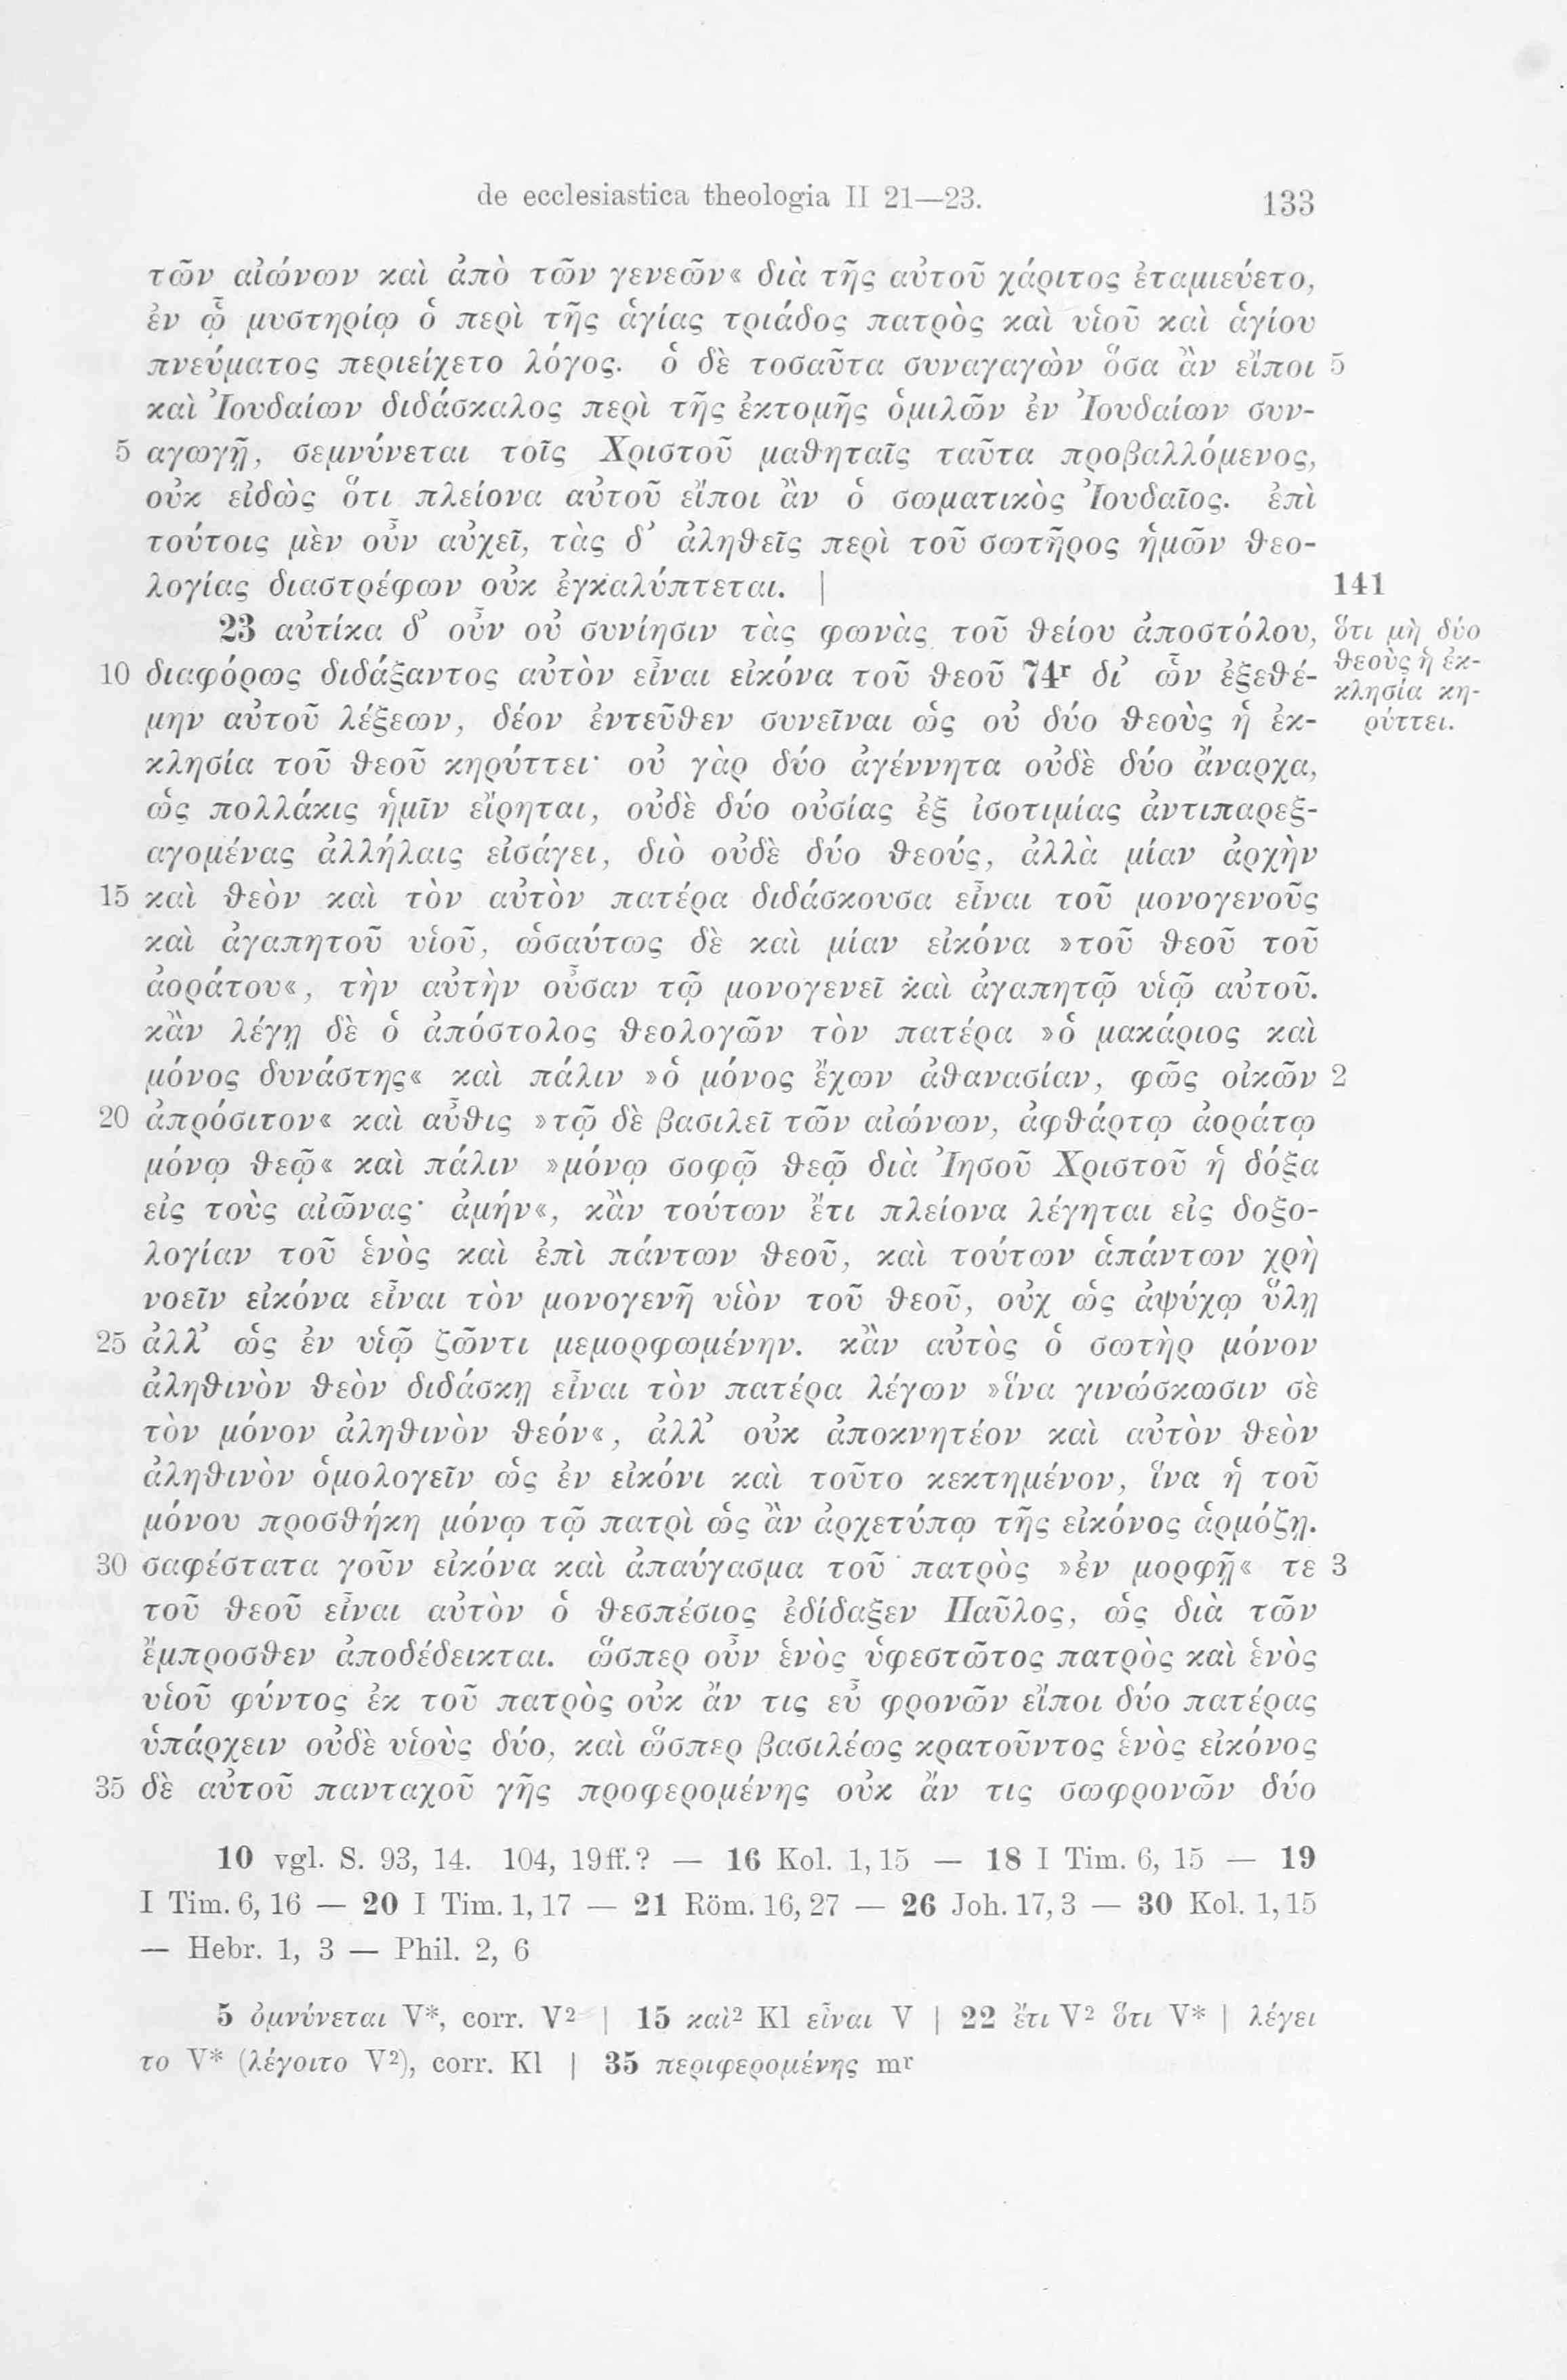 de ecclesiastica theologia II 21—23. 133
τῶν αἰώνων καὶ ἀπὸ τῶν γενεῶν« διὰ τῆς αὐτοῦ χάριτος ἐταμιεύετο,
ἐν ᾧ μυστηρίῳ ὁ περὶ τῆς ἁγίας τριάδος πατρὸς καὶ υἱοῦ καὶ ἁγίου
πνεύματος περιείχετο λόγος. ὁ δὲ τοσαῦτα συναγαγὼν ὅσα ἂν εἴποι 5
καὶ Ἰουδαίων διδάσκαλος περὶ τῆς ἐκτομῆς ὁμιλῶν ἐν Ἰουδαίων συν-
5 αγωγῇ, σεμνύνεται τοῖς Χριστοῦ μαθηταῖς ταῦτα προβαλλόμενος,
οὐκ εἰδὼς ὅτι πλείονα αὐτοῦ εἴποι ἂν ὁ σωματικὸς Ἰουδαῖος. ἐπὶ
τούτοις μὲν οὖν αὐχεῖ, τὰς δ’ ἀληθεῖς περὶ τοῦ σωτῆρος ἡμῶν θεο-
λογίας διαστρέφων οὐκ ἐγκαλύπτεται. | 141
23 αὐτίκα δ’ οὖν οὐ συνίησιν τὰς φωνὰς τοῦ θείου ἀποστόλου, ὅτι μὴ δύο
10 διαφόρως διδάξαντος αὐτὸν εἶναι εἰκόνα τοῦ θεοῦ 74ʳ δι’ ὧν ἐξεθέ- θεοὺς ἡ ἐκ-
κλησία κη-
μην αὐτοῦ λέξεων, δέον ἐντεῦθεν συνεῖναι ὡς οὐ δύο θεοὺς ἡ ἐκ- ρύττει.
κλησία τοῦ θεοῦ κηρύττει· οὐ γὰρ δύο ἀγέννητα οὐδὲ δύο ἄναρχα,
ὡς πολλάκις ἡμῖν εἴρηται, οὐδὲ δύο οὐσίας ἐξ ἰσοτιμίας ἀντιπαρεξ-
αγομένας ἀλλήλαις εἰσάγει, διὸ οὐδὲ δύο θεούς, ἀλλὰ μίαν ἀρχὴν
15 καὶ θεὸν καὶ τὸν αὐτὸν πατέρα διδάσκουσα εἶναι τοῦ μονογενοῦς
καὶ ἀγαπητοῦ υἱοῦ, ὡσαύτως δὲ καὶ μίαν εἰκόνα »τοῦ θεοῦ τοῦ
ἀοράτου«, τὴν αὐτὴν οὖσαν τῷ μονογενεῖ καὶ ἀγαπητῷ υἱῷ αὐτοῦ.
κἂν λέγῃ δὲ ὁ ἀπόστολος θεολογῶν τὸν πατέρα »ὁ μακάριος καὶ
μόνος δυνάστης« καὶ πάλιν »ὁ μόνος ἔχων ἀθανασίαν, φῶς οἰκῶν 2
20 ἀπρόσιτον« καὶ αὖθις »τῷ δὲ βασιλεῖ τῶν αἰώνων, ἀφθάρτῳ ἀοράτῳ
μόνῳ θεῷ« καὶ πάλιν »μόνῳ σοφῷ θεῷ διὰ Ἰησοῦ Χριστοῦ ἡ δόξα
εἰς τοὺς αἰῶνας· ἀμήν«, κἂν τούτων ἔτι πλείονα λέγηται εἰς δοξο-
λογίαν τοῦ ἑνὸς καὶ ἐπὶ πάντων θεοῦ, καὶ τούτων ἁπάντων χρὴ
νοεῖν εἰκόνα εἶναι τὸν μονογενῆ υἱὸν τοῦ θεοῦ, οὐχ ὡς ἀψύχῳ ὕλῃ
25 ἀλλ’ ὡς ἐν υἱῷ ζῶντι μεμορφωμένην. κἂν αὐτὸς ὁ σωτὴρ μόνον
ἀληθινὸν θεὸν διδάσκῃ εἶναι τὸν πατέρα λέγων »ἵνα γινώσκωσιν σὲ
τὸν μόνον ἀληθινὸν θεόν«, ἀλλ’ οὐκ ἀποκνητέον καὶ αὐτὸν θεὸν
ἀληθινὸν ὁμολογεῖν ὡς ἐν εἰκόνι καὶ τοῦτο κεκτημένον, ἵνα ἡ τοῦ
μόνου προσθήκη μόνῳ τῷ πατρὶ ὡς ἂν ἀρχετύπῳ τῆς εἰκόνος ἁρμόζῃ.
30 σαφέστατα γοῦν εἰκόνα καὶ ἀπαύγασμα τοῦ πατρὸς »ἐν μορφῇ« τε 3
τοῦ θεοῦ εἶναι αὐτὸν ὁ θεσπέσιος ἐδίδαξεν Παῦλος, ὡς διὰ τῶν
ἔμπροσθεν ἀποδέδεικται. ὥσπερ οὖν ἑνὸς ὑφεστῶτος πατρὸς καὶ ἑνὸς
υἱοῦ φύντος ἐκ τοῦ πατρὸς οὐκ ἄν τις εὖ φρονῶν εἴποι δύο πατέρας
ὑπάρχειν οὐδὲ υἱοὺς δύο, καὶ ὥσπερ βασιλέως κρατοῦντος ἑνὸς εἰκόνος
35 δὲ αὐτοῦ πανταχοῦ γῆς προφερομένης οὐκ ἄν τις σωφρονῶν δύο
10 vgl. S. 93, 14. 104, 19ff.? — 16 Kol. 1, 15 — 18 I Tim. 6, 15 — 19
I Tim. 6, 16 — 20 I Tim. 1, 17 — 21 Röm. 16, 27 — 26 Joh. 17, 3 — 30 Kol. 1, 15
— Hebr. 1, 3 — Phil. 2, 6
5 ὀμνύνεται V*, corr. V² | 15 καὶ² Kl εἶναι V | 22 ἔτι V² ὅτι V* | λέγει
το V* (λέγοιτο V²), corr. Kl | 35 περιφερομένης mʳ